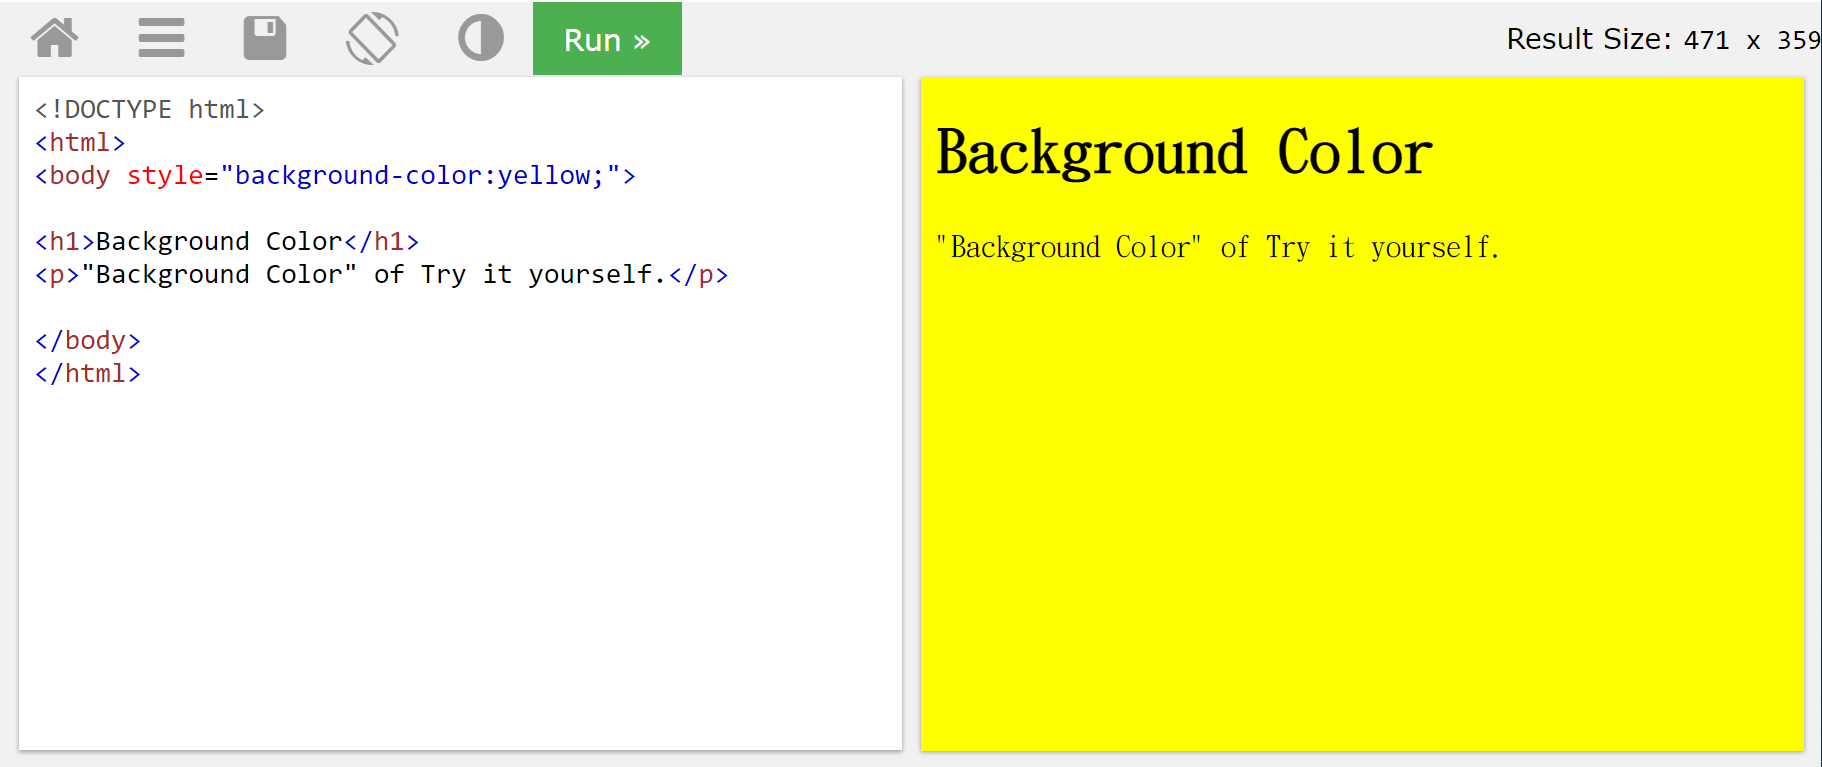 Run »
Result Size: 471 x 359
<!DOCTYPE html>
<html>
<body style="background-color:yellow;">
<h1>Background Color</h1>
<p>"Background Color" of Try it yourself.</p>
</body>
</html>
Background Color
"Background Color" of Try it yourself.